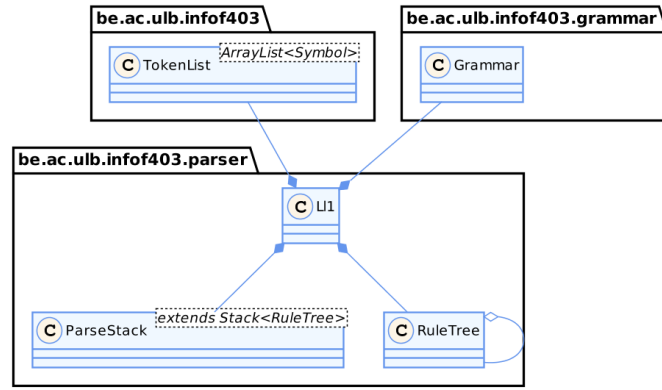 be.ac.ulb.infof403
be.ac.ulb.infof403.grammar
ArrayList<Symbol>
C TokenList
C Grammar
be.ac.ulb.infof403.parser
C Ll1
extends Stack<RuleTree>
C ParseStack
C RuleTree